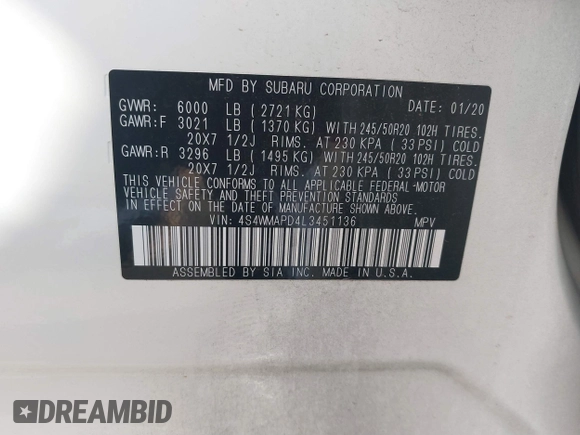 MFD BY SUBARU CORPORATION
GVWR: 6000 LB (2721 KG) DATE: 01/20
GAWR:F 3021 LB (1370 KG) WITH 245/50R20 102H TIRES.
20X7 1/2J RIMS. AT 230 KPA (33 PSI) COLD
GAWR:R 3296 LB (1495 KG) WITH 245/50R20 102H TIRES.
20X7 1/2J RIMS. AT 230 KPA (33 PSI) COLD
THIS VEHICLE CONFORMS TO ALL APPLICABLE FEDERAL-MOTOR
VEHICLE SAFETY AND THEFT PREVENTION STANDARDS
IN EFFECT ON THE DATE OF MANUFACTURE SHOWN ABOVE.
VIN: 4S4WMAPD4L3451136 MPV
ASSEMBLED BY SIA INC. MADE IN U.S.A.
DREAMBID